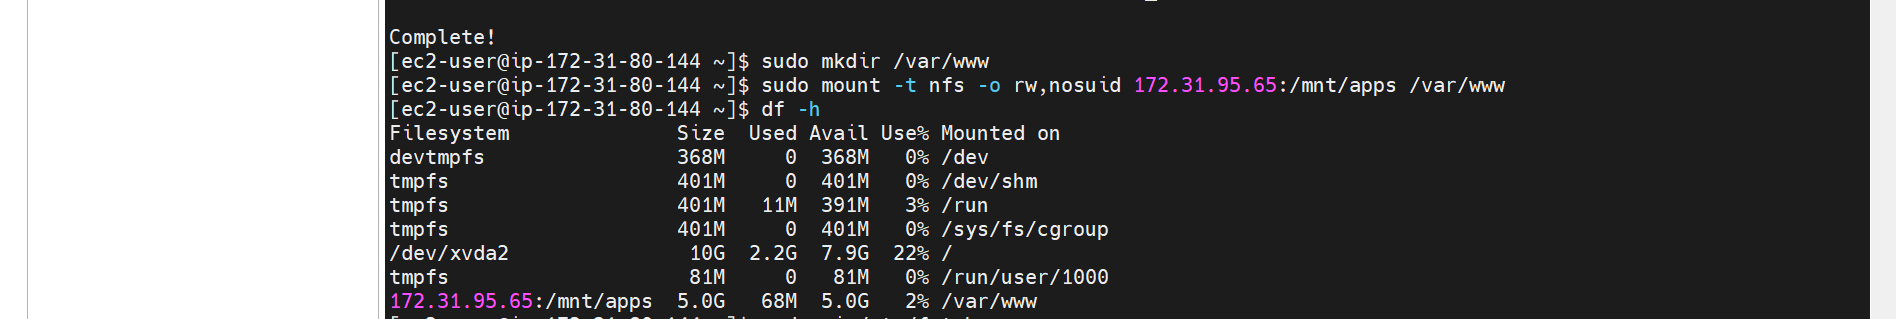 Complete!
[ec2-user@ip-172-31-80-144 ~]$ sudo mkdir /var/www
[ec2-user@ip-172-31-80-144 ~]$ sudo mount -t nfs -o rw,nosuid 172.31.95.65:/mnt/apps /var/www
[ec2-user@ip-172-31-80-144 ~]$ df -h
Filesystem              Size  Used Avail Use% Mounted on
devtmpfs                368M     0  368M   0% /dev
tmpfs                   401M     0  401M   0% /dev/shm
tmpfs                   401M   11M  391M   3% /run
tmpfs                   401M     0  401M   0% /sys/fs/cgroup
/dev/xvda2               10G  2.2G  7.9G  22% /
tmpfs                    81M     0   81M   0% /run/user/1000
172.31.95.65:/mnt/apps  5.0G   68M  5.0G   2% /var/www